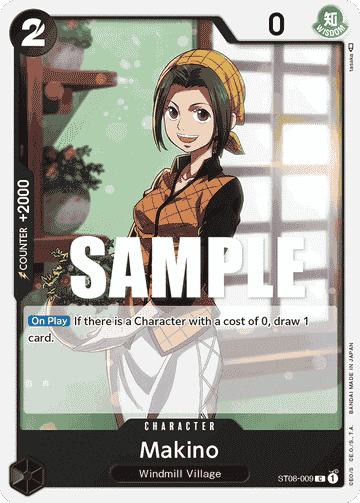 2
0
知
WISDOM
tasaka
COUNTER +2000
SAMPLE
On Play If there is a Character with a cost of 0, draw 1
card.
CHARACTER
Makino
Windmill Village
ST08-009 C 1
©E.O./S. ©E.O./S., T.A. BANDAI MADE IN JAPAN